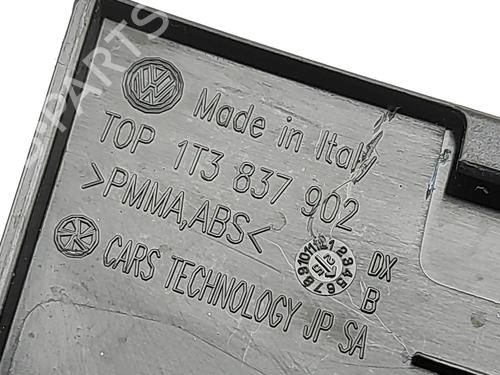 Made in Italy
TOP 1T3 837 902
>PMMA,ABS<
DX
B
CARS TECHNOLOGY JP SA